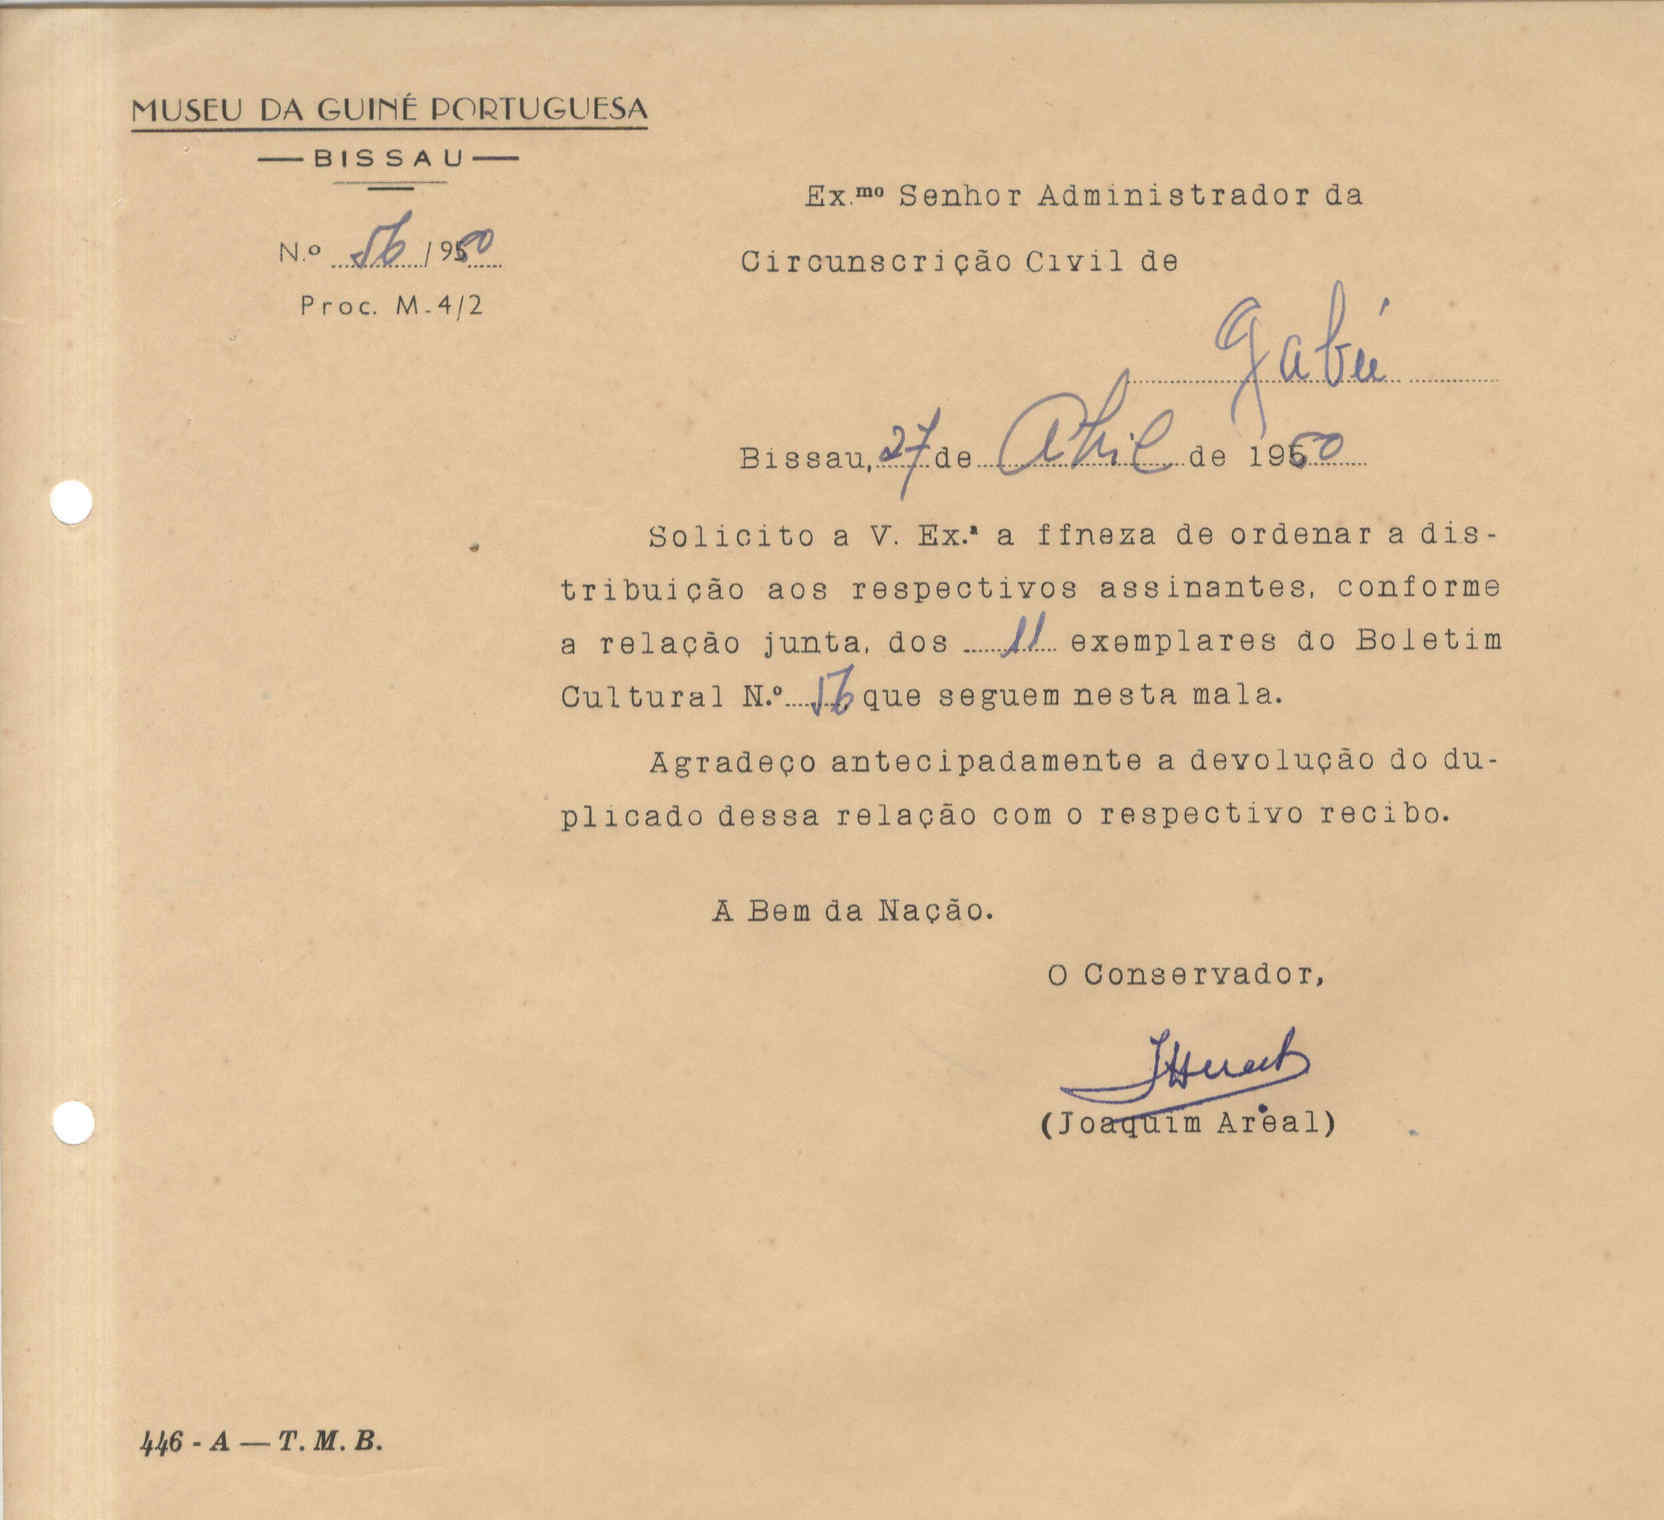 MUSEU DA GUINÉ PORTUGUESA
— BISSAU —
N.º 56 / 960
Proc. M-4/2
Ex.mo Senhor Administrador da
Circunscrição Civil de
Gabú
Bissau, 27 de Abril de 1960
Solicito a V. Ex.ª a ffneza de ordenar a dis-
tribuição aos respectivos assinantes, conforme
a relação junta, dos 11 exemplares do Boletim
Cultural N.º 56 que seguem nesta mala.
Agradeço antecipadamente a devolução do du-
plicado dessa relação com o respectivo recibo.
A Bem da Nação.
O Conservador,
(Joaquim Areal)
446 - A — T. M. B.